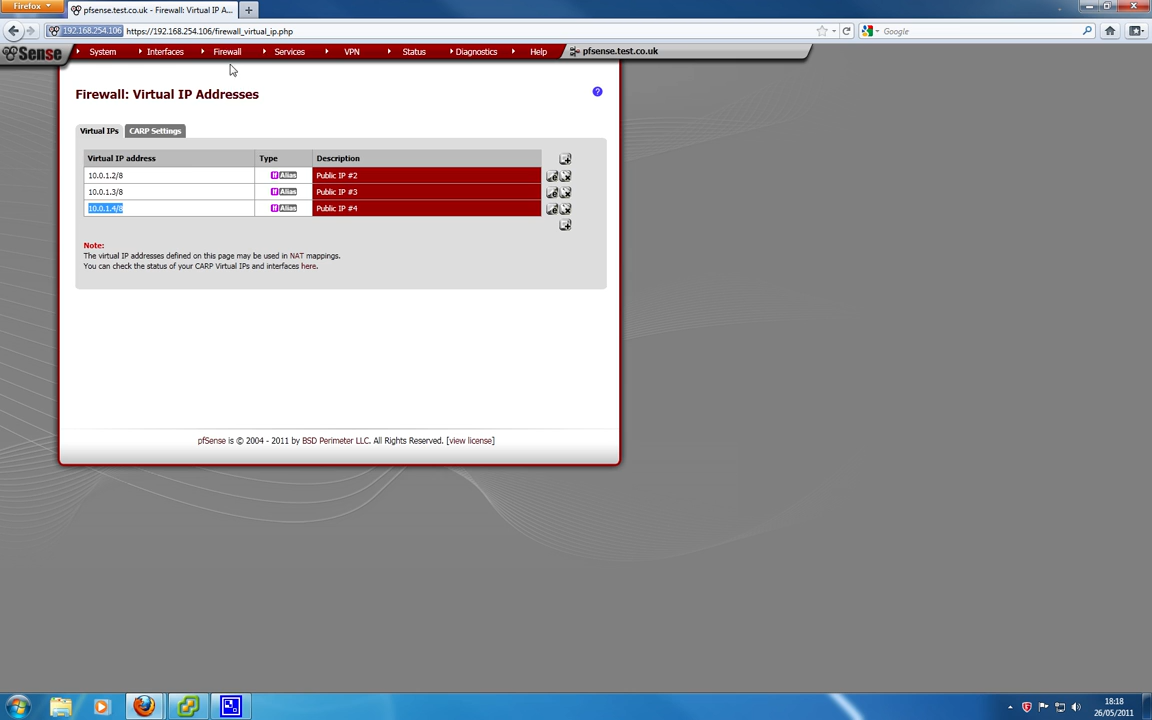 Firefox
pfsense.test.co.uk - Firewall: Virtual IP A...
192.168.254.106
https://192.168.254.106/firewall_virtual_ip.php
Google
Sense
System
Interfaces
Firewall
Services
VPN
Status
Diagnostics
Help
pfsense.test.co.uk
Firewall: Virtual IP Addresses
?
Virtual IPs
CARP Settings
Virtual IP address Type Description
10.0.1.2/8 If Alias Public IP #2
10.0.1.3/8 If Alias Public IP #3
10.0.1.4/8 If Alias Public IP #4
Note:
The virtual IP addresses defined on this page may be used in NAT mappings.
You can check the status of your CARP Virtual IPs and interfaces here.
pfSense is © 2004 - 2011 by BSD Perimeter LLC. All Rights Reserved. [view license]
18:18
26/05/2011